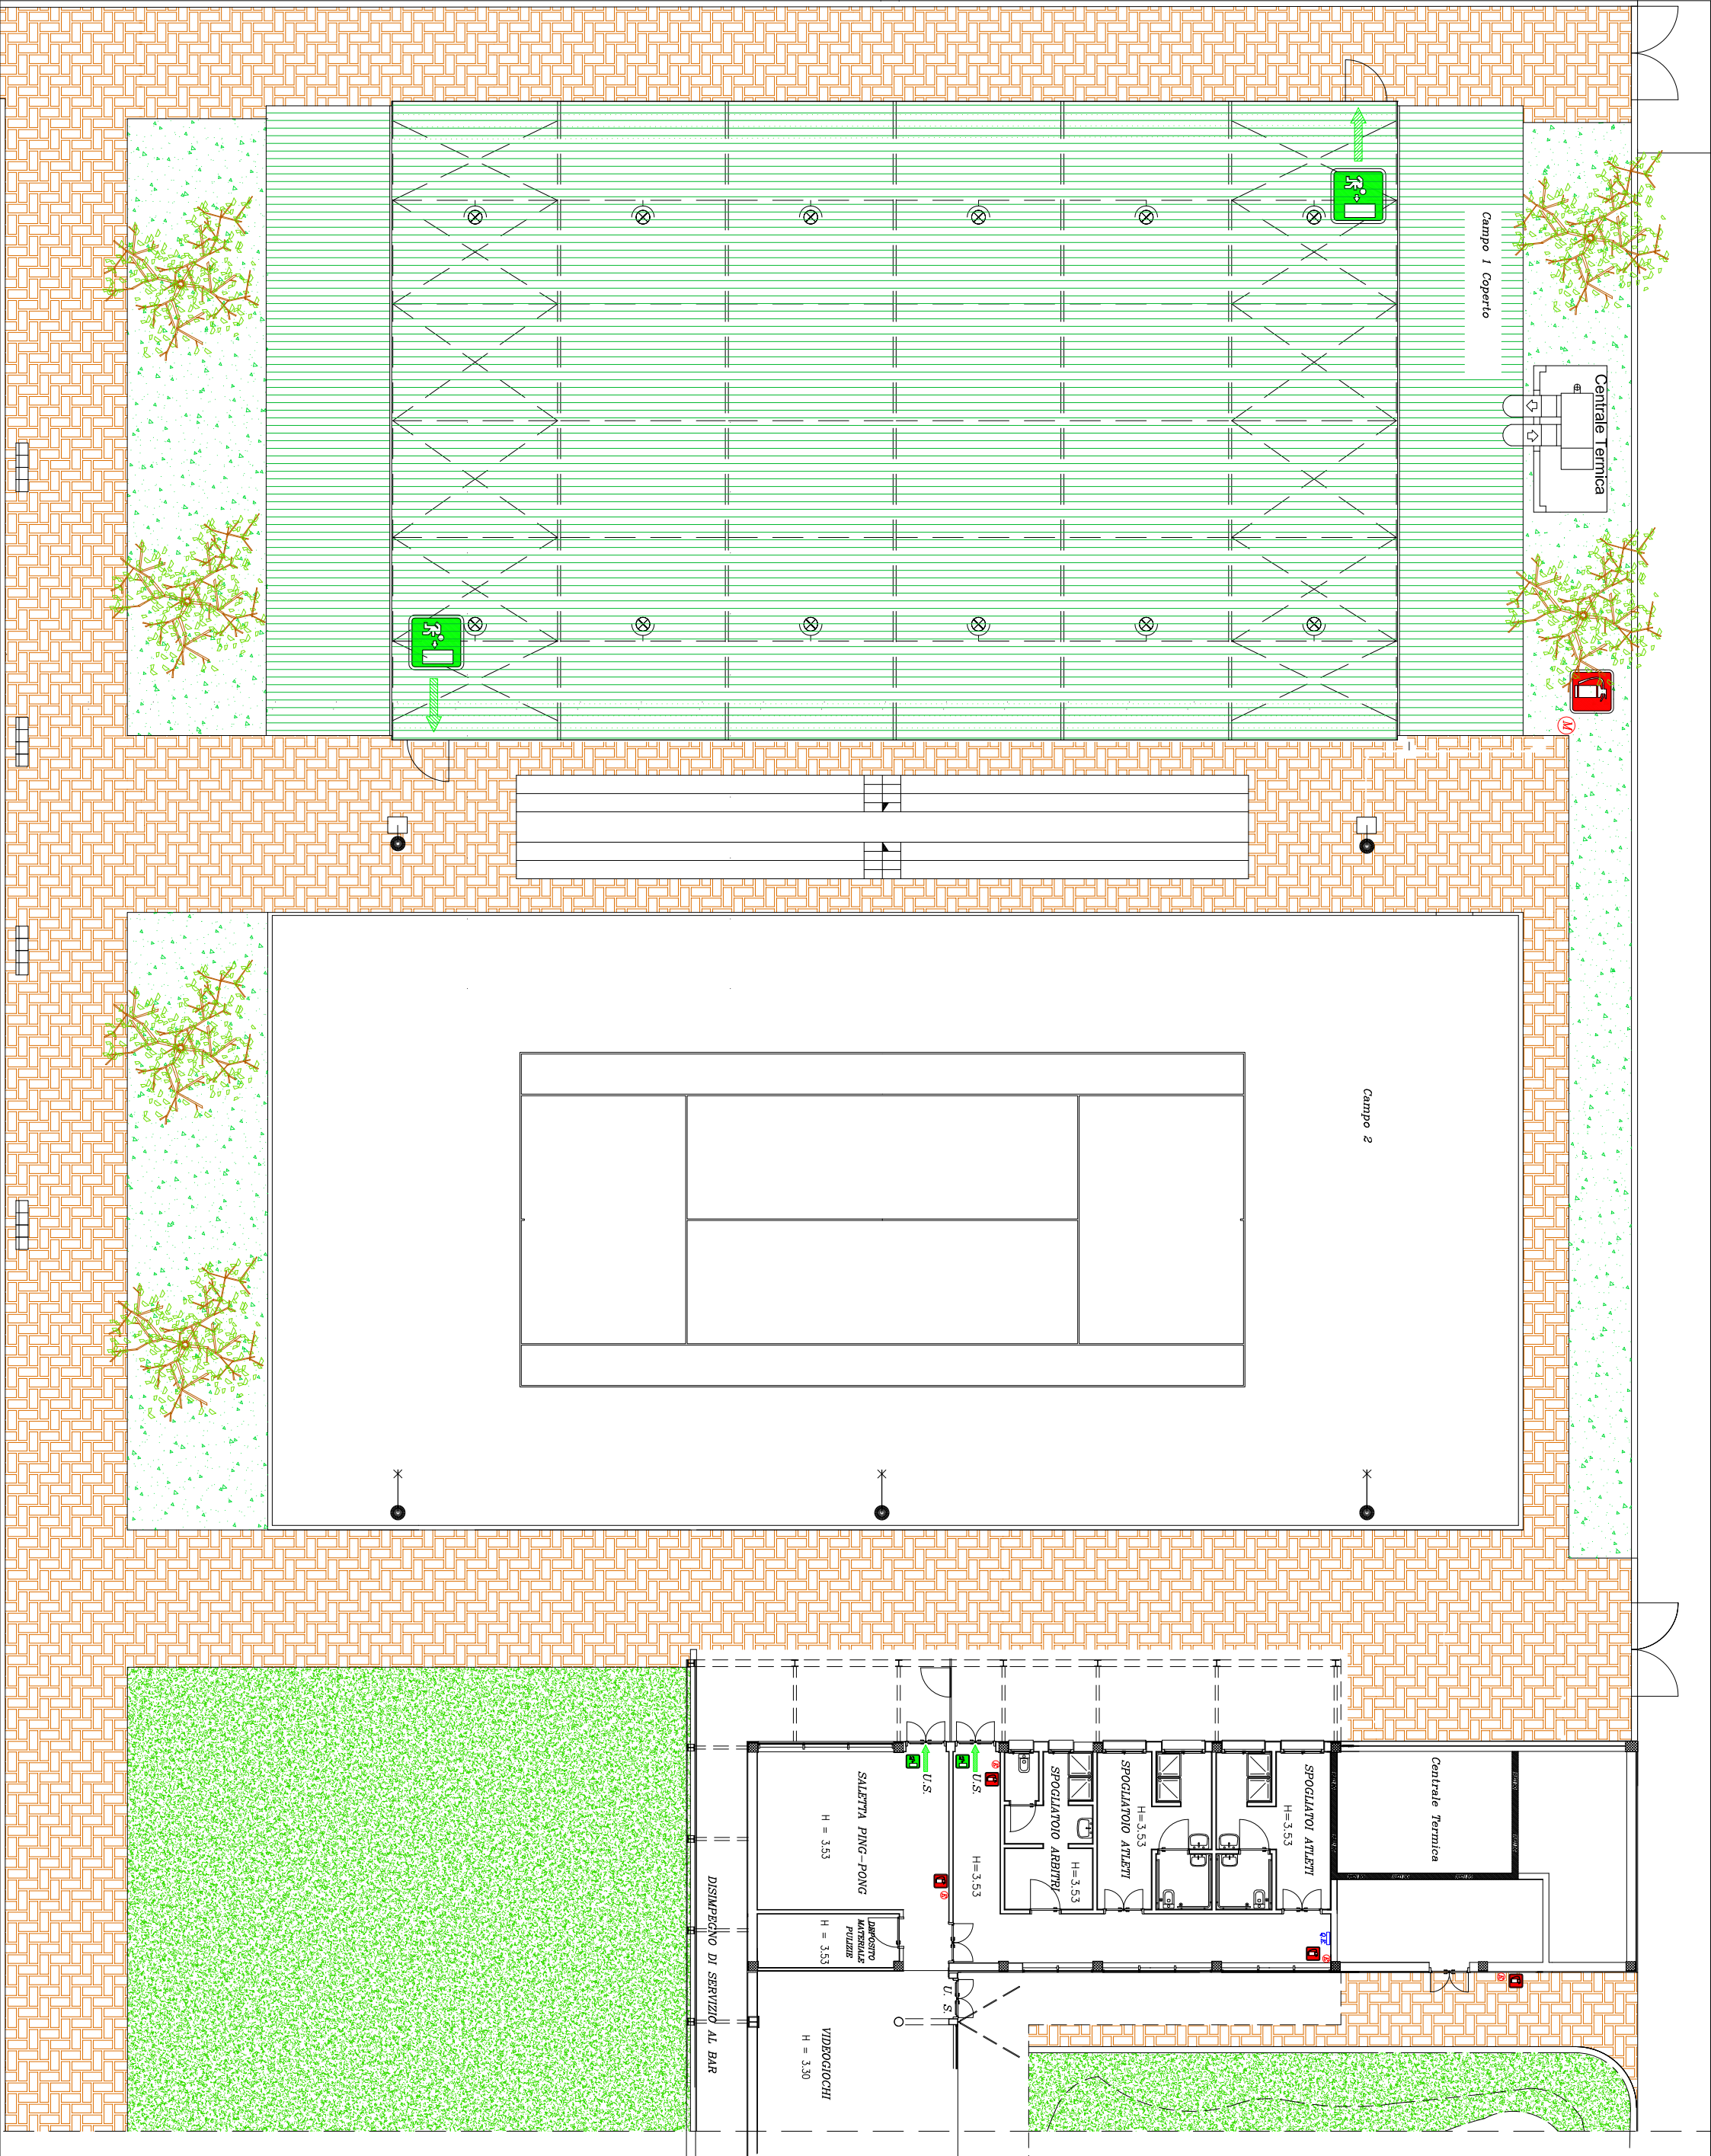 Campo 1 Coperto
Centrale Termica
M
Campo 2
Centrale Termica
SPOGLIATOI ATLETI
H=3.53
SPOGLIATOIO ATLETI
H=3.53
SPOGLIATOIO ARBITRI
H=3.53
H=3.53
U.S.
U.S.
SALETTA PING-PONG
H = 3.53
DEPOSITO
MATERIALE
PULIZIE
H = 3.53
Q.E.
U. S.
VIDEOGIOCHI
H = 3.30
DISIMPEGNO DI SERVIZIO AL BAR